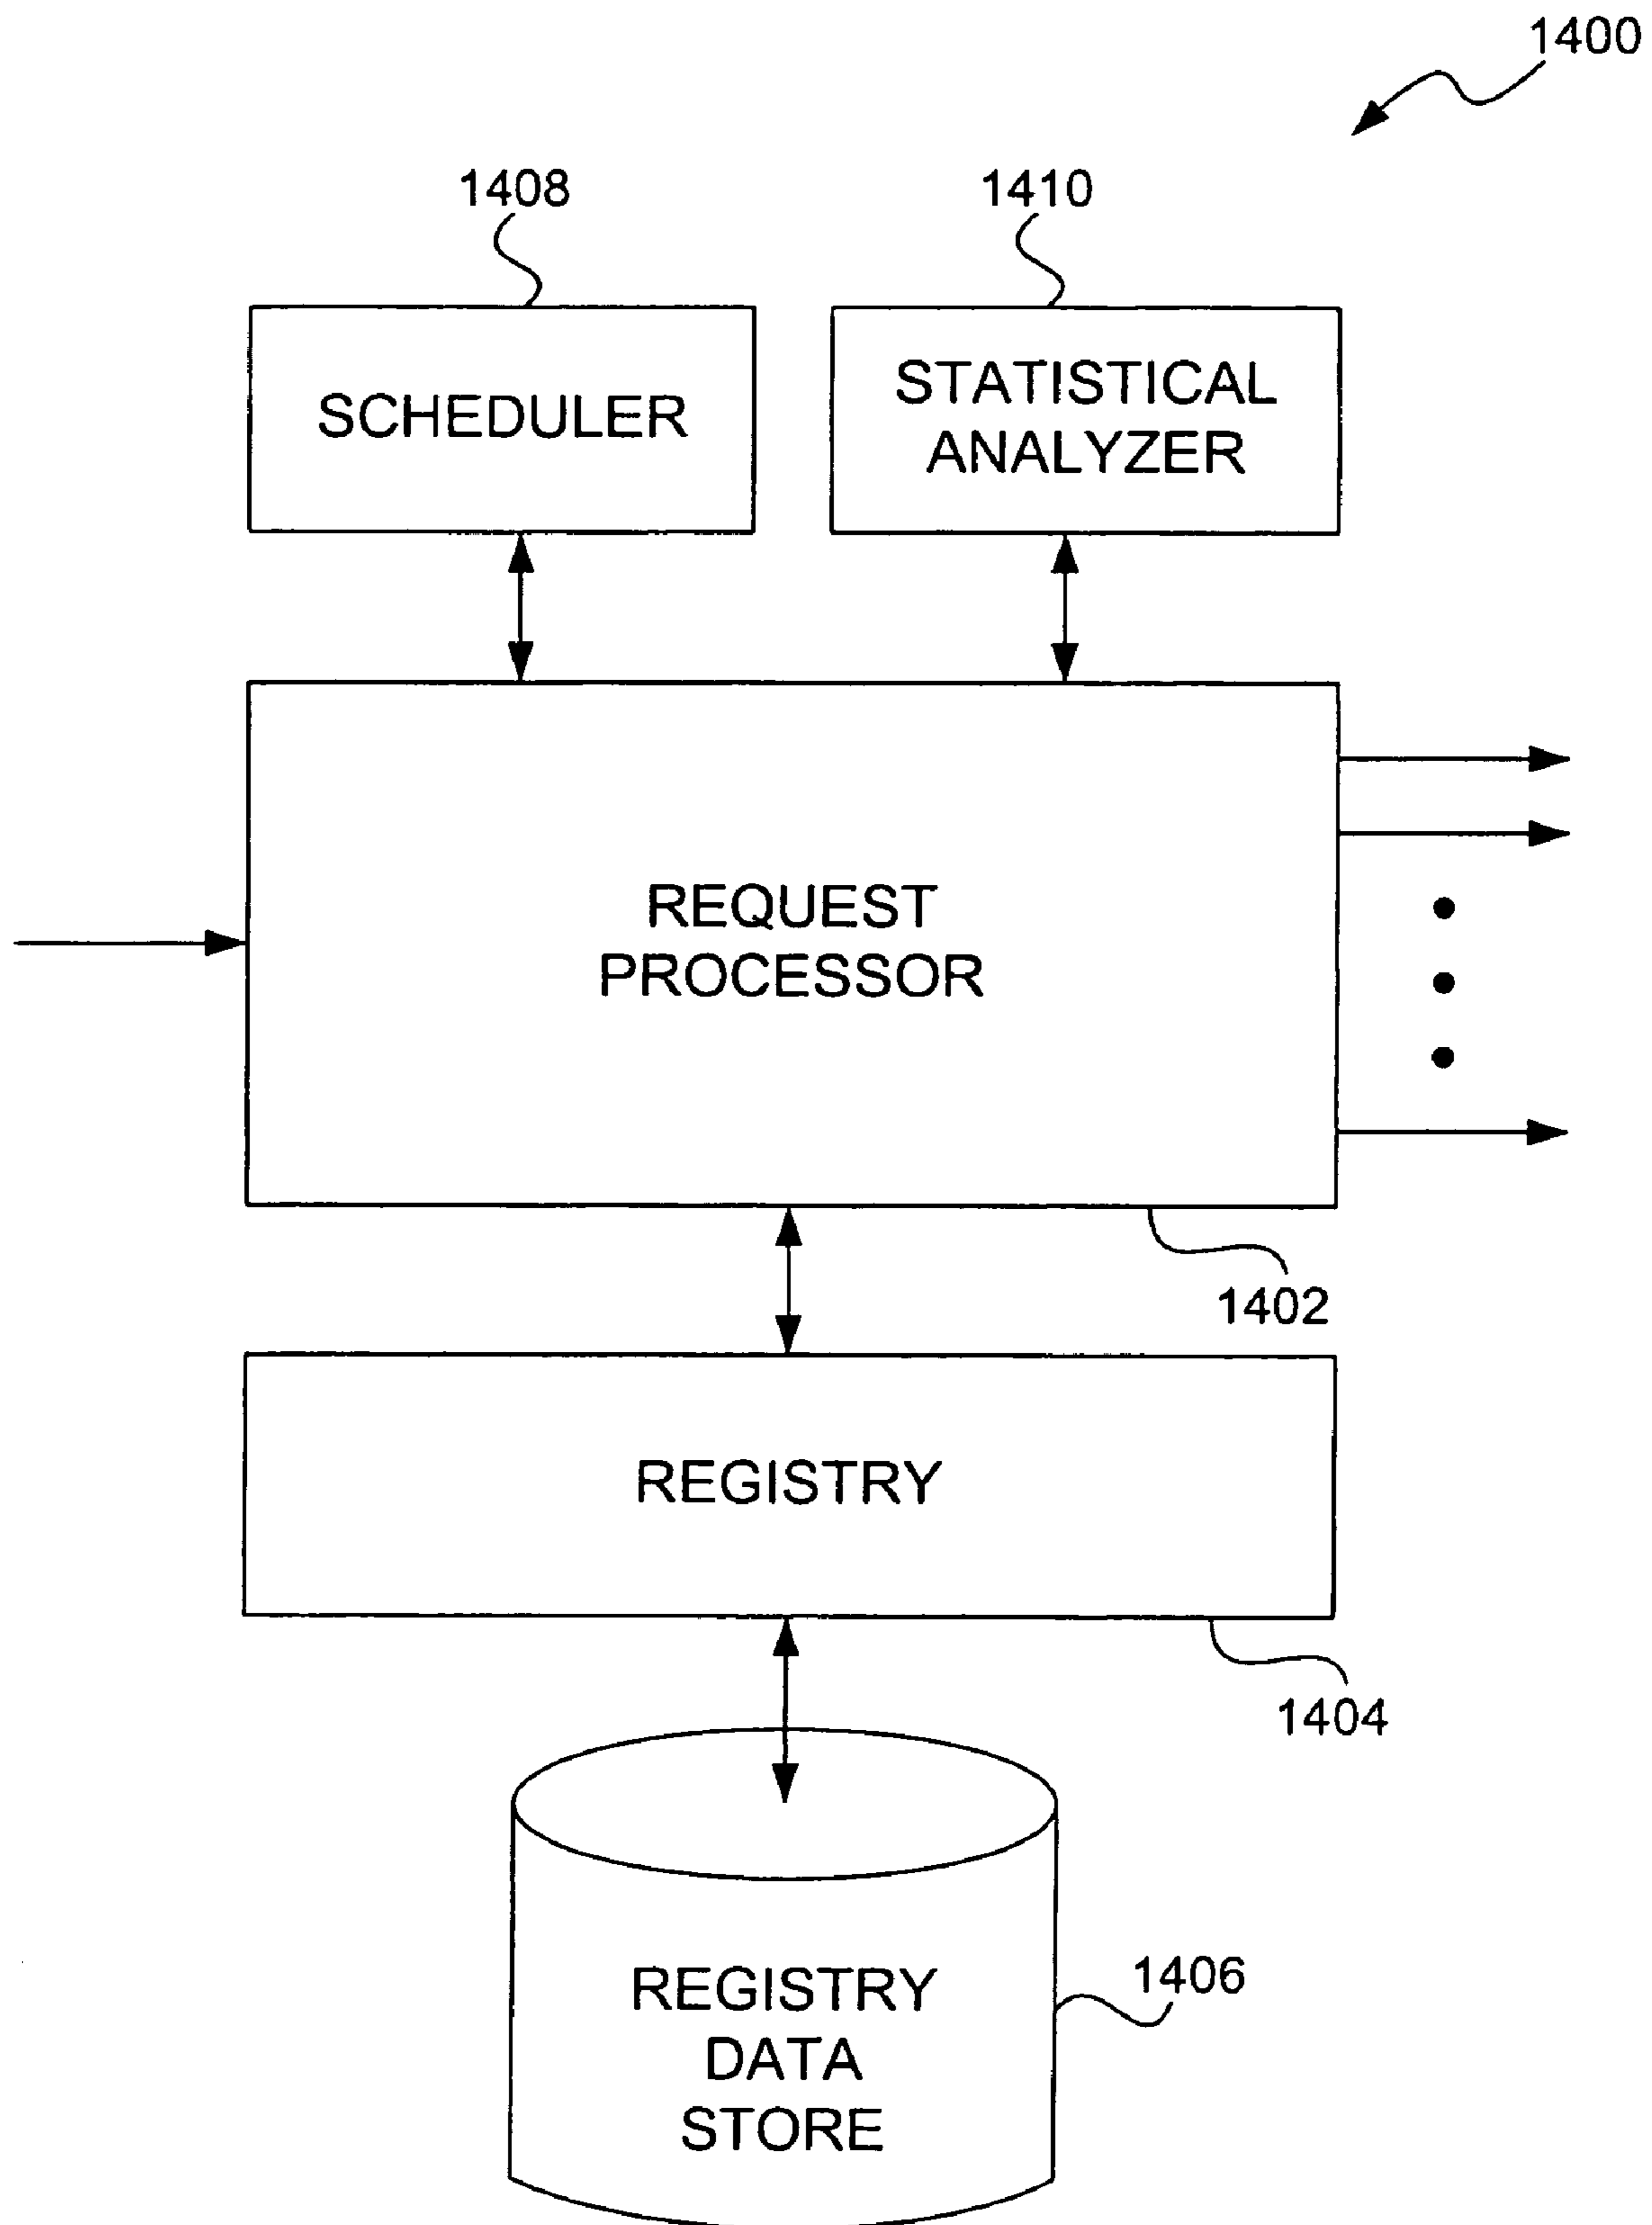 1400
1408
1410
SCHEDULER
STATISTICAL
ANALYZER
REQUEST
PROCESSOR
1402
REGISTRY
1404
1406
REGISTRY
DATA
STORE